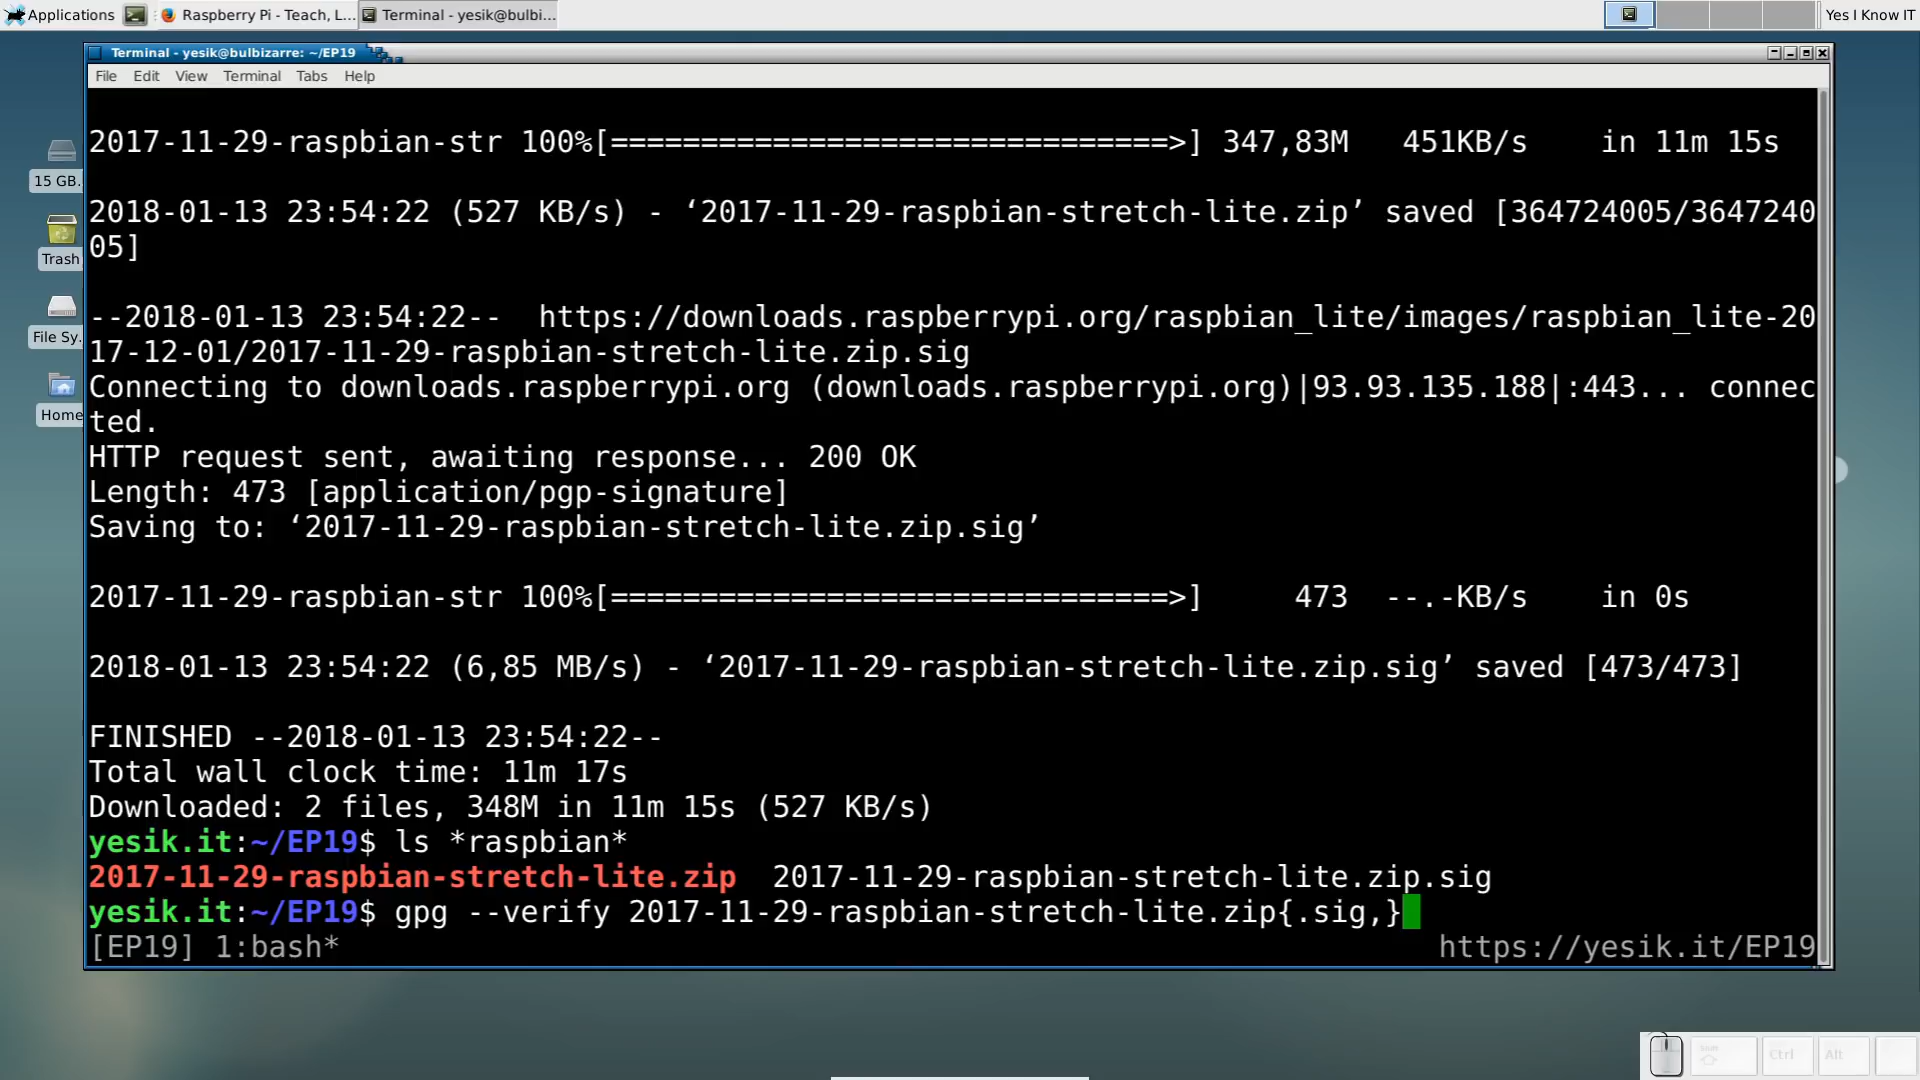 Applications
Raspberry Pi - Teach, L...
Terminal - yesik@bulbi...
Yes I Know IT
Terminal - yesik@bulbizarre: ~/EP19
File Edit View Terminal Tabs Help
15 GB.
Trash
File Sy.
Home
2017-11-29-raspbian-str 100%[===============================>] 347,83M   451KB/s    in 11m 15s
2018-01-13 23:54:22 (527 KB/s) - ‘2017-11-29-raspbian-stretch-lite.zip’ saved [364724005/3647240
05]
--2018-01-13 23:54:22--  https://downloads.raspberrypi.org/raspbian_lite/images/raspbian_lite-20
17-12-01/2017-11-29-raspbian-stretch-lite.zip.sig
Connecting to downloads.raspberrypi.org (downloads.raspberrypi.org)|93.93.135.188|:443... connec
ted.
HTTP request sent, awaiting response... 200 OK
Length: 473 [application/pgp-signature]
Saving to: ‘2017-11-29-raspbian-stretch-lite.zip.sig’
2017-11-29-raspbian-str 100%[===============================>]     473  --.-KB/s    in 0s
2018-01-13 23:54:22 (6,85 MB/s) - ‘2017-11-29-raspbian-stretch-lite.zip.sig’ saved [473/473]
FINISHED --2018-01-13 23:54:22--
Total wall clock time: 11m 17s
Downloaded: 2 files, 348M in 11m 15s (527 KB/s)
yesik.it:~/EP19$ ls *raspbian*
2017-11-29-raspbian-stretch-lite.zip  2017-11-29-raspbian-stretch-lite.zip.sig
yesik.it:~/EP19$ gpg --verify 2017-11-29-raspbian-stretch-lite.zip{.sig,}
[EP19] 1:bash* https://yesik.it/EP19
Ctrl Alt